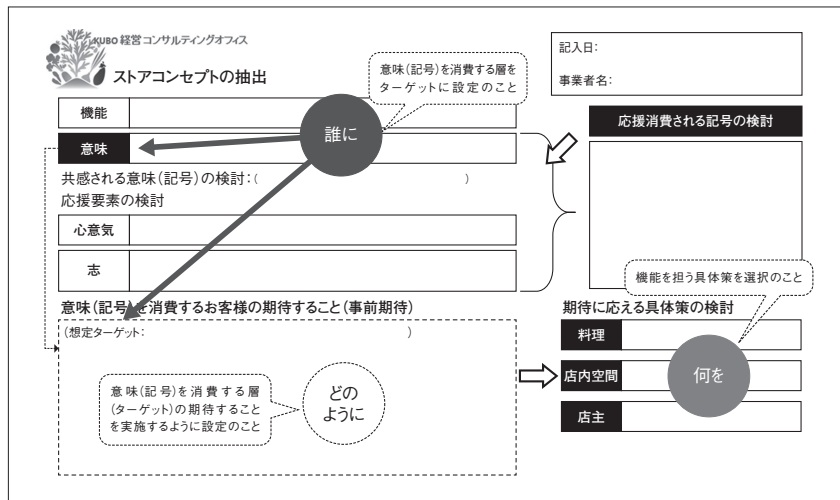 KUBO 経営コンサルティングオフィス
ストアコンセプトの抽出
記入日:
事業者名:
意味(記号)を消費する層を
ターゲットに設定のこと
機能
誰に
意味
共感される意味(記号)の検討:( )
応援要素の検討
心意気
志
応援消費される記号の検討
機能を担う具体策を選択のこと
意味(記号)を消費するお客様の期待すること(事前期待)
(想定ターゲット: )
意味(記号)を消費する層
(ターゲット)の期待すること
を実施するように設定のこと
どの
ように
期待に応える具体策の検討
料理
店内空間
何を
店主